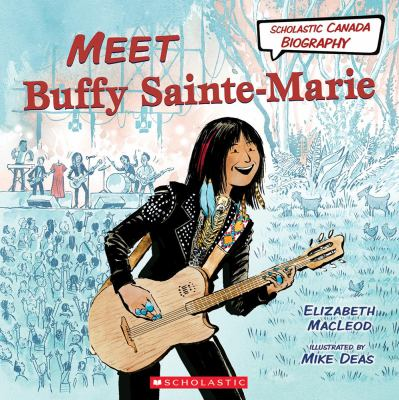 Scholastic Canada
Biography
Meet
Buffy Sainte-Marie
Elizabeth
MacLeod
illustrated by
Mike Deas
SCHOLASTIC